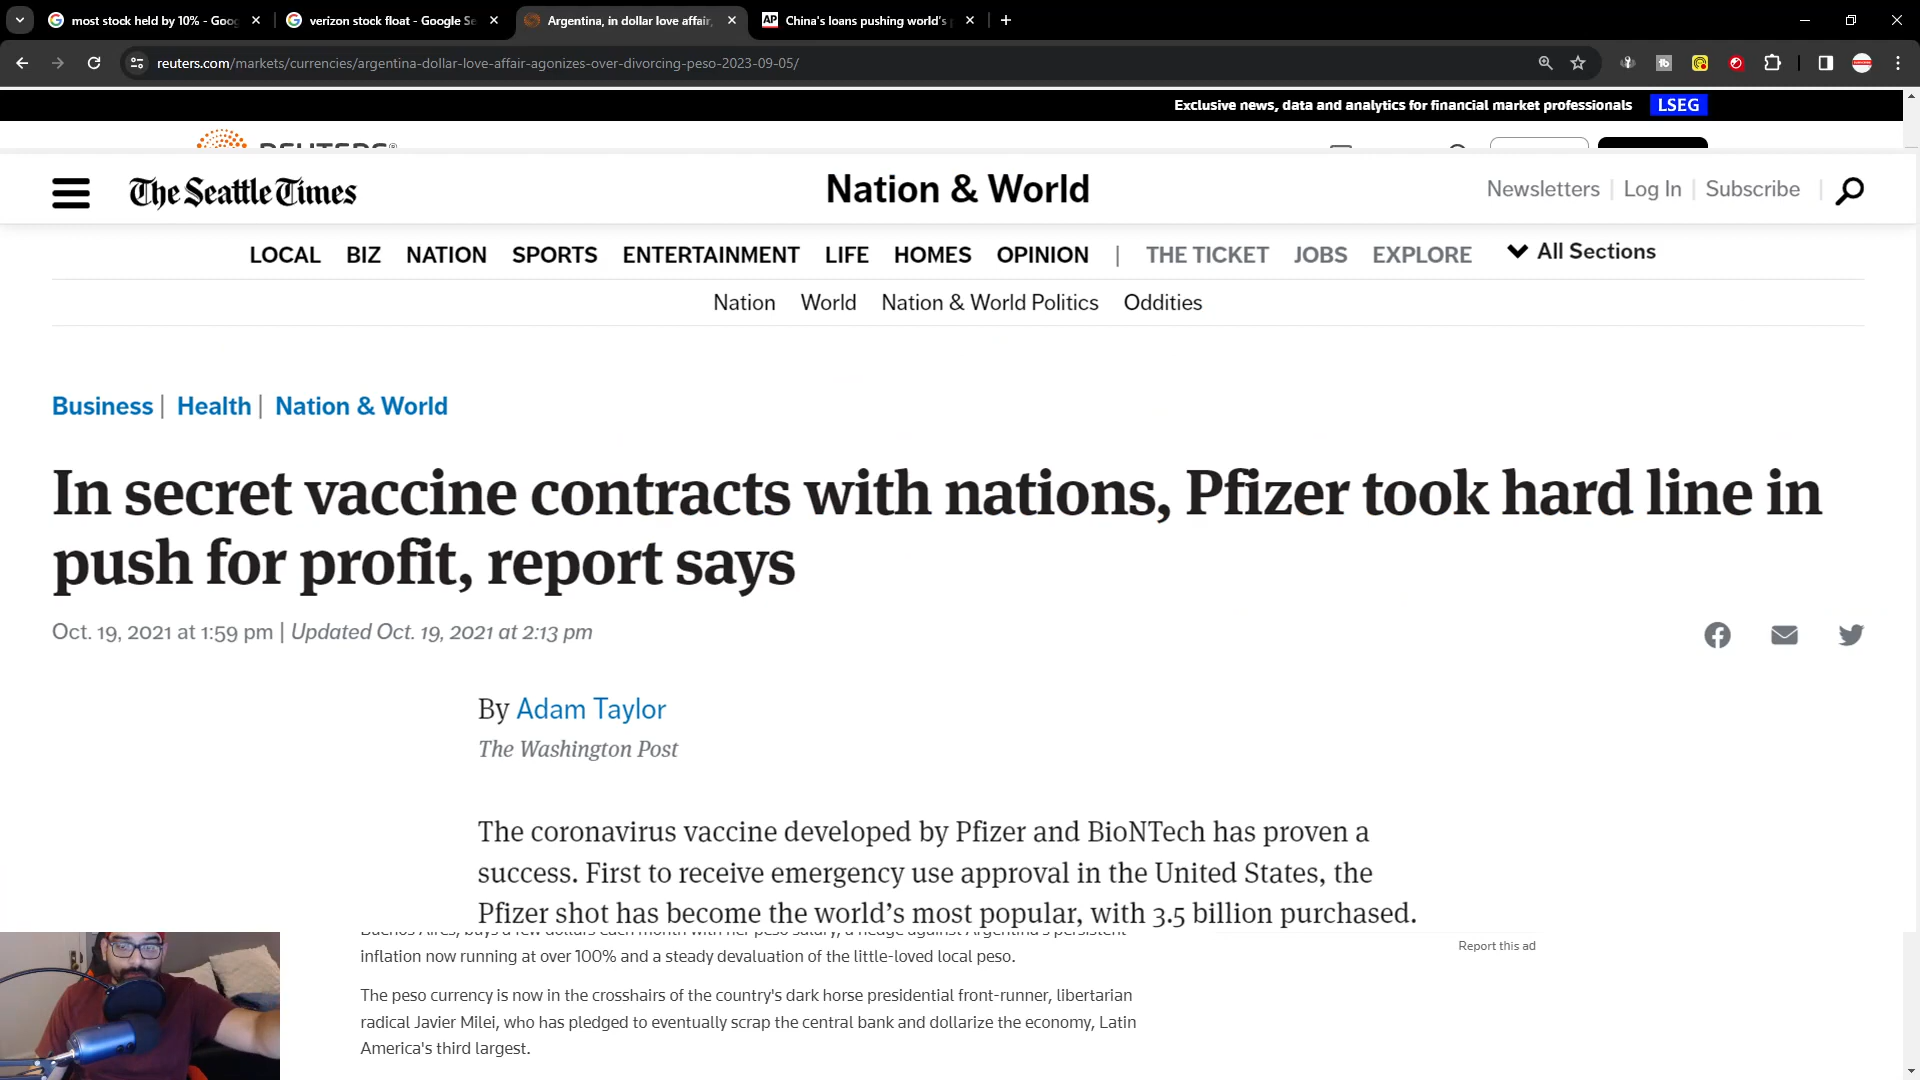 most stock held by 10% - Goog
verizon stock float - Google Se
Argentina, in dollar love affair,
AP China's loans pushing world's p
reuters.com/markets/currencies/argentina-dollar-love-affair-agonizes-over-divorcing-peso-2023-09-05/
Exclusive news, data and analytics for financial market professionals LSEG
REUTERS®
The Seattle Times
Nation & World
Newsletters | Log In | Subscribe |
LOCAL BIZ NATION SPORTS ENTERTAINMENT LIFE HOMES OPINION | THE TICKET JOBS EXPLORE All Sections
Nation World Nation & World Politics Oddities
Business | Health | Nation & World
In secret vaccine contracts with nations, Pfizer took hard line in
push for profit, report says
Oct. 19, 2021 at 1:59 pm | Updated Oct. 19, 2021 at 2:13 pm
By Adam Taylor
The Washington Post
The coronavirus vaccine developed by Pfizer and BioNTech has proven a
success. First to receive emergency use approval in the United States, the
Pfizer shot has become the world’s most popular, with 3.5 billion purchased.
Buenos Aires, buys a few dollars each month with her peso salary, a hedge against Argentina's persistent
Report this ad
inflation now running at over 100% and a steady devaluation of the little-loved local peso.
The peso currency is now in the crosshairs of the country's dark horse presidential front-runner, libertarian
radical Javier Milei, who has pledged to eventually scrap the central bank and dollarize the economy, Latin
America's third largest.